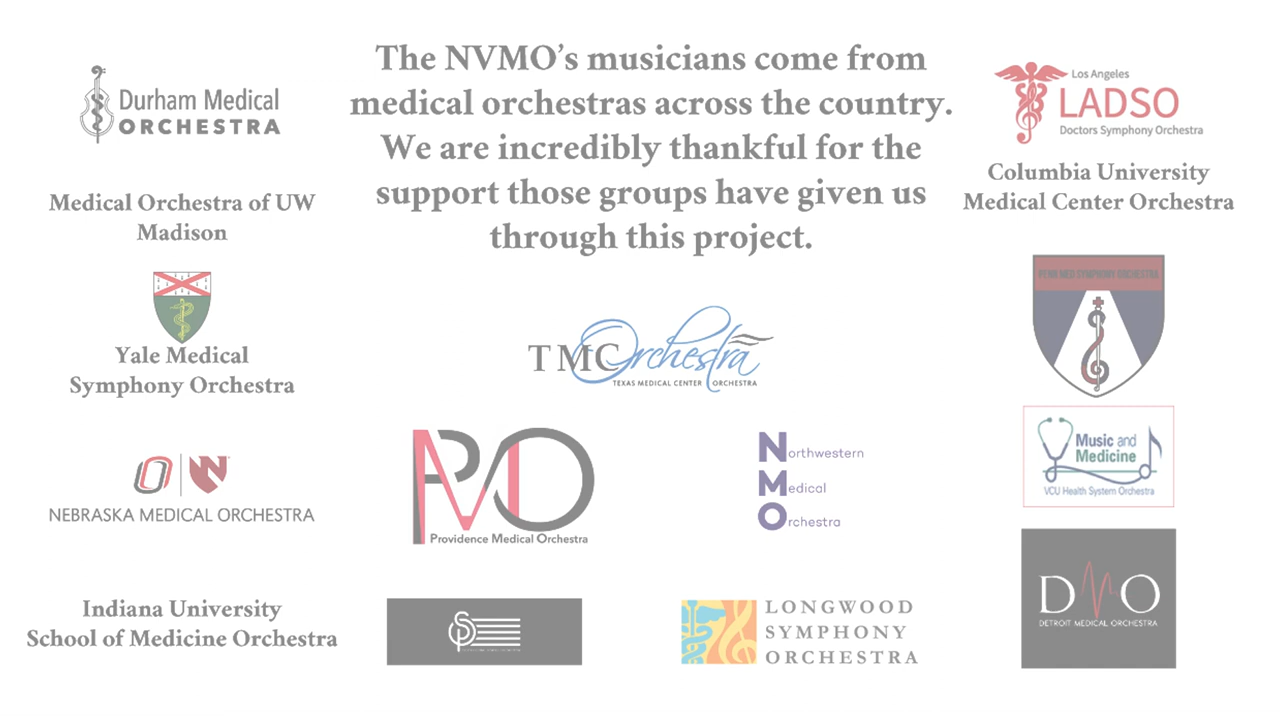 The NVMO's musicians come from
medical orchestras across the country.
We are incredibly thankful for the
support those groups have given us
through this project.
Durham Medical
ORCHESTRA
Medical Orchestra of UW
Madison
Yale Medical
Symphony Orchestra
O N
NEBRASKA MEDICAL ORCHESTRA
Indiana University
School of Medicine Orchestra
TMC Orchestra
TEXAS MEDICAL CENTER ORCHESTRA
PMO
Providence Medical Orchestra
Northwestern
Medical
Orchestra
LONGWOOD
SYMPHONY
ORCHESTRA
Los Angeles
LADSO
Doctors Symphony Orchestra
Columbia University
Medical Center Orchestra
PENN MED SYMPHONY ORCHESTRA
Music and
Medicine
VCU Health System Orchestra
DMO
DETROIT MEDICAL ORCHESTRA